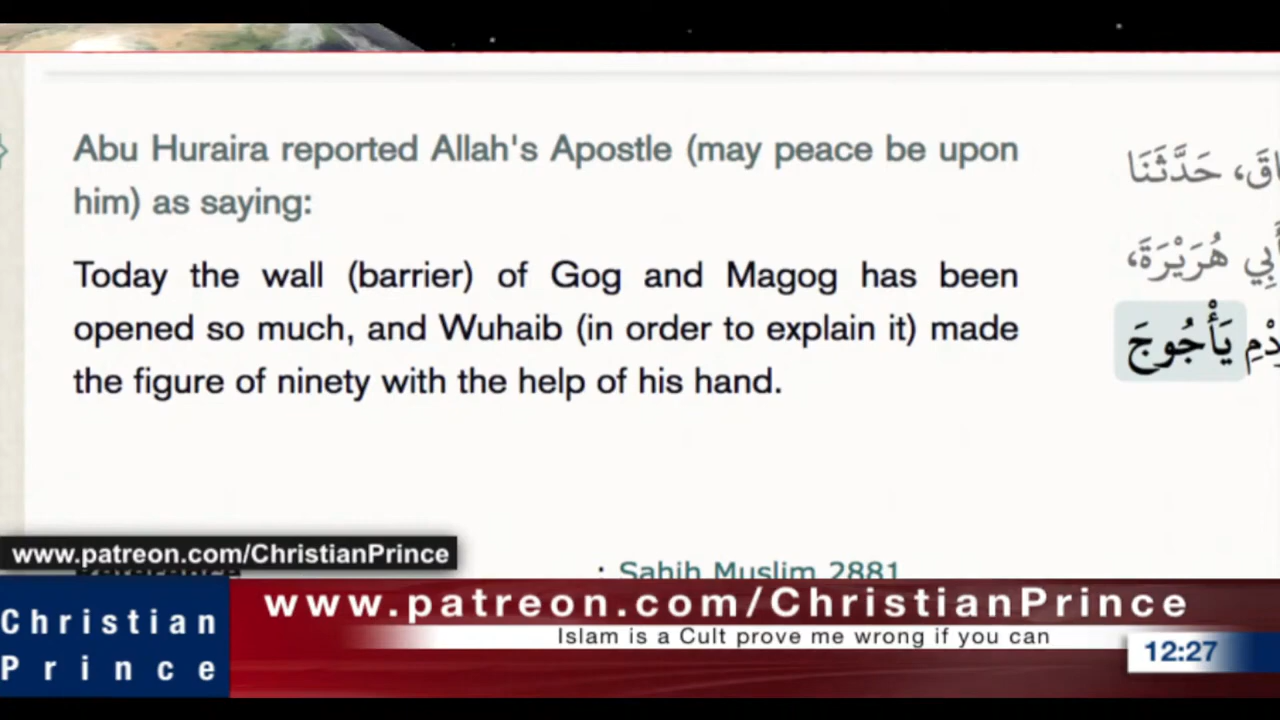 Abu Huraira reported Allah's Apostle (may peace be upon
him) as saying:
Today the wall (barrier) of Gog and Magog has been
opened so much, and Wuhaib (in order to explain it) made
the figure of ninety with the help of his hand.
حَدَّثَنَا
أَبِي هُرَيْرَةَ،
يَأْجُوجَ
: Sahih Muslim 2881
www.patreon.com/ChristianPrince
Reference
www.patreon.com/ChristianPrince
Islam is a Cult prove me wrong if you can
Christian
Prince
12:27